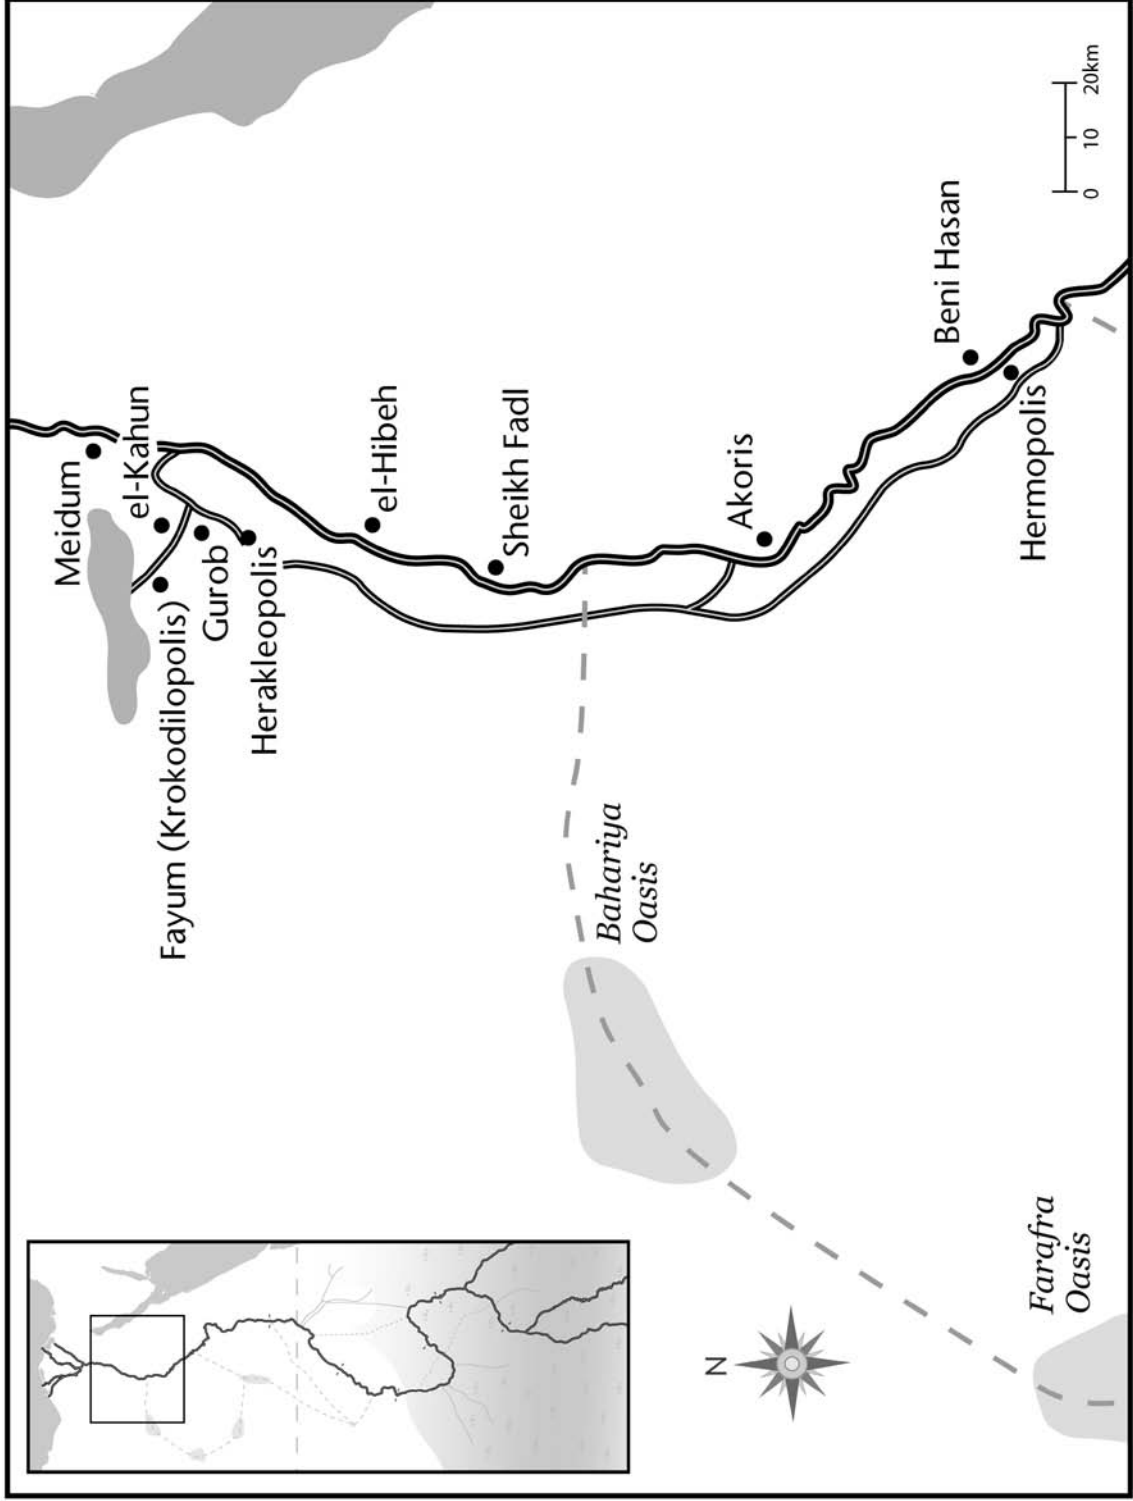 Meidum
el-Kahun
Fayum (Krokodilopolis)
Gurob
Herakleopolis
el-Hibeh
Sheikh Fadl
Akoris
Beni Hasan
Hermopolis
Bahariya
Oasis
Farafra
Oasis
N
0 10 20km